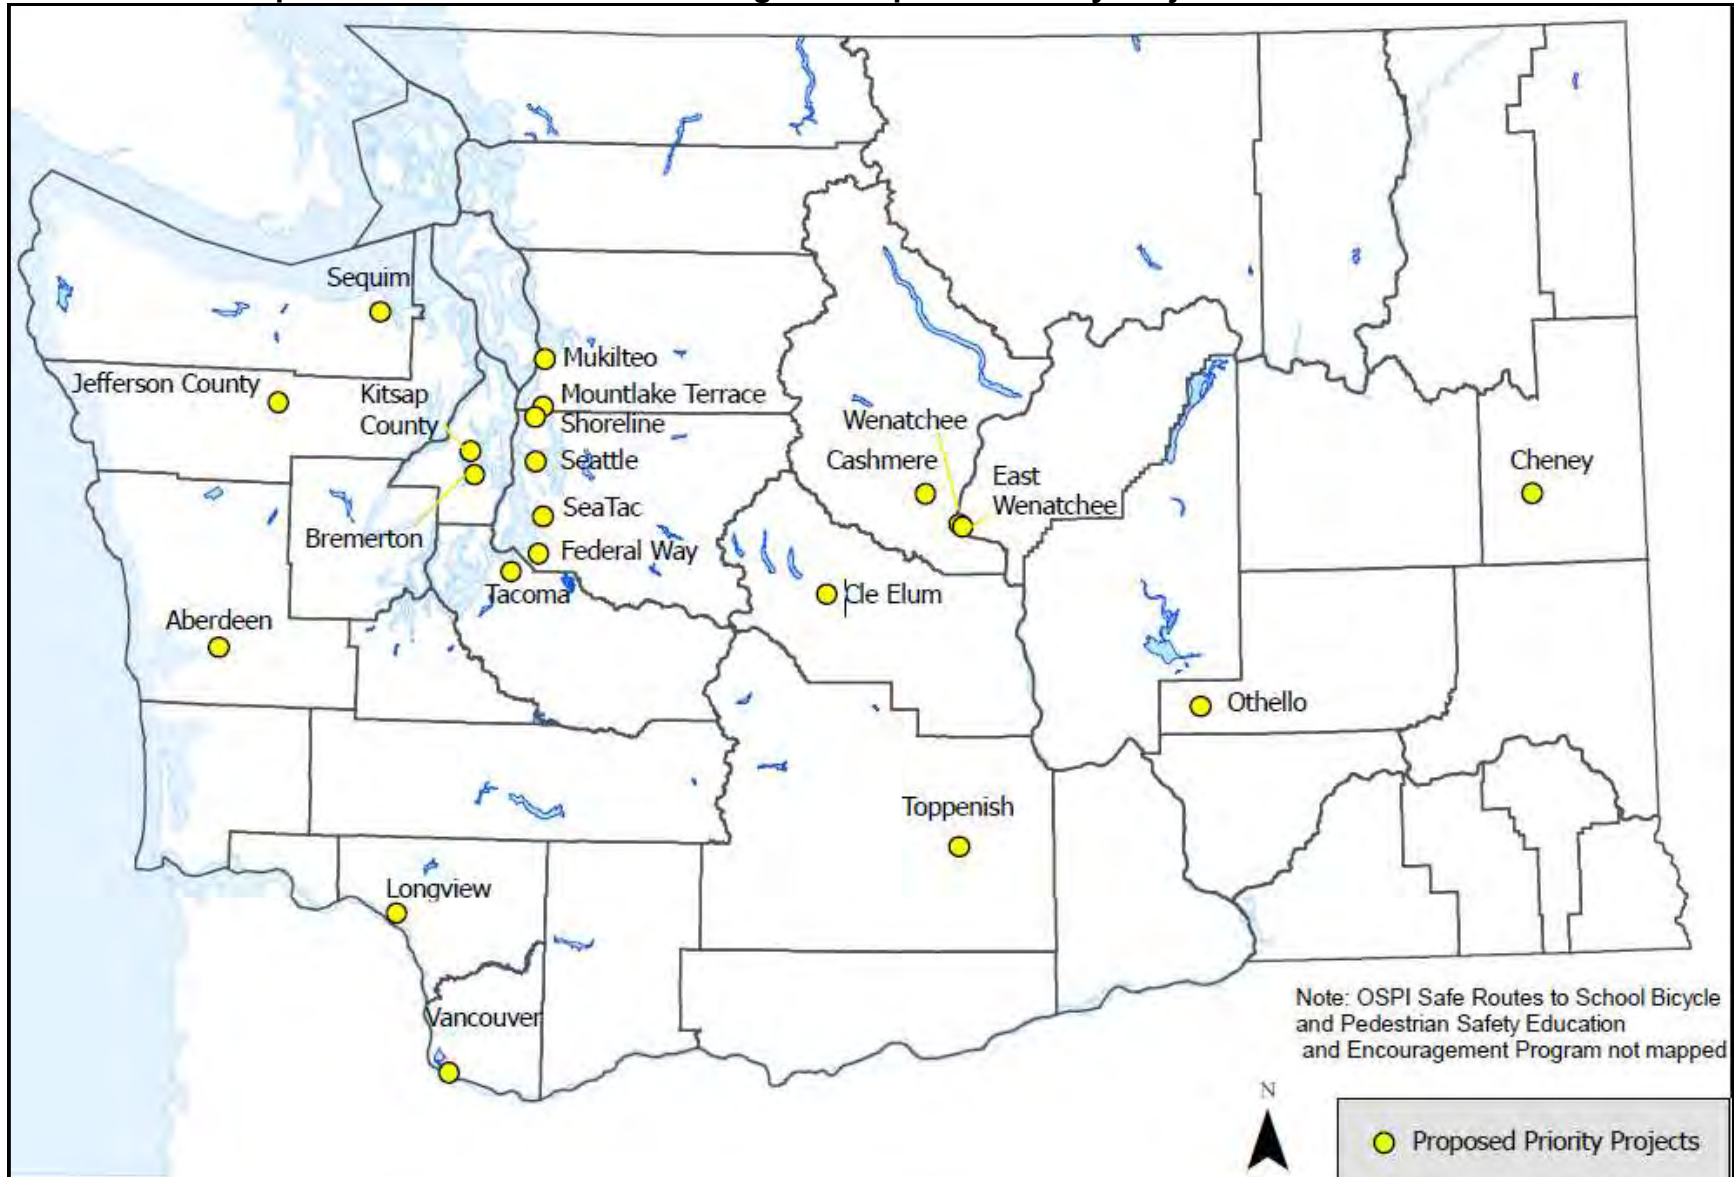 Sequim
Mukilteo
Jefferson County
Kitsap
County
Mountlake Terrace
Shoreline
Wenatchee
Seattle
Cashmere
East
Wenatchee
Cheney
SeaTac
Bremerton
Federal Way
Tacoma
Cle Elum
Aberdeen
Othello
Toppenish
Longview
Vancouver
Note: OSPI Safe Routes to School Bicycle
and Pedestrian Safety Education
and Encouragement Program not mapped
N
Proposed Priority Projects